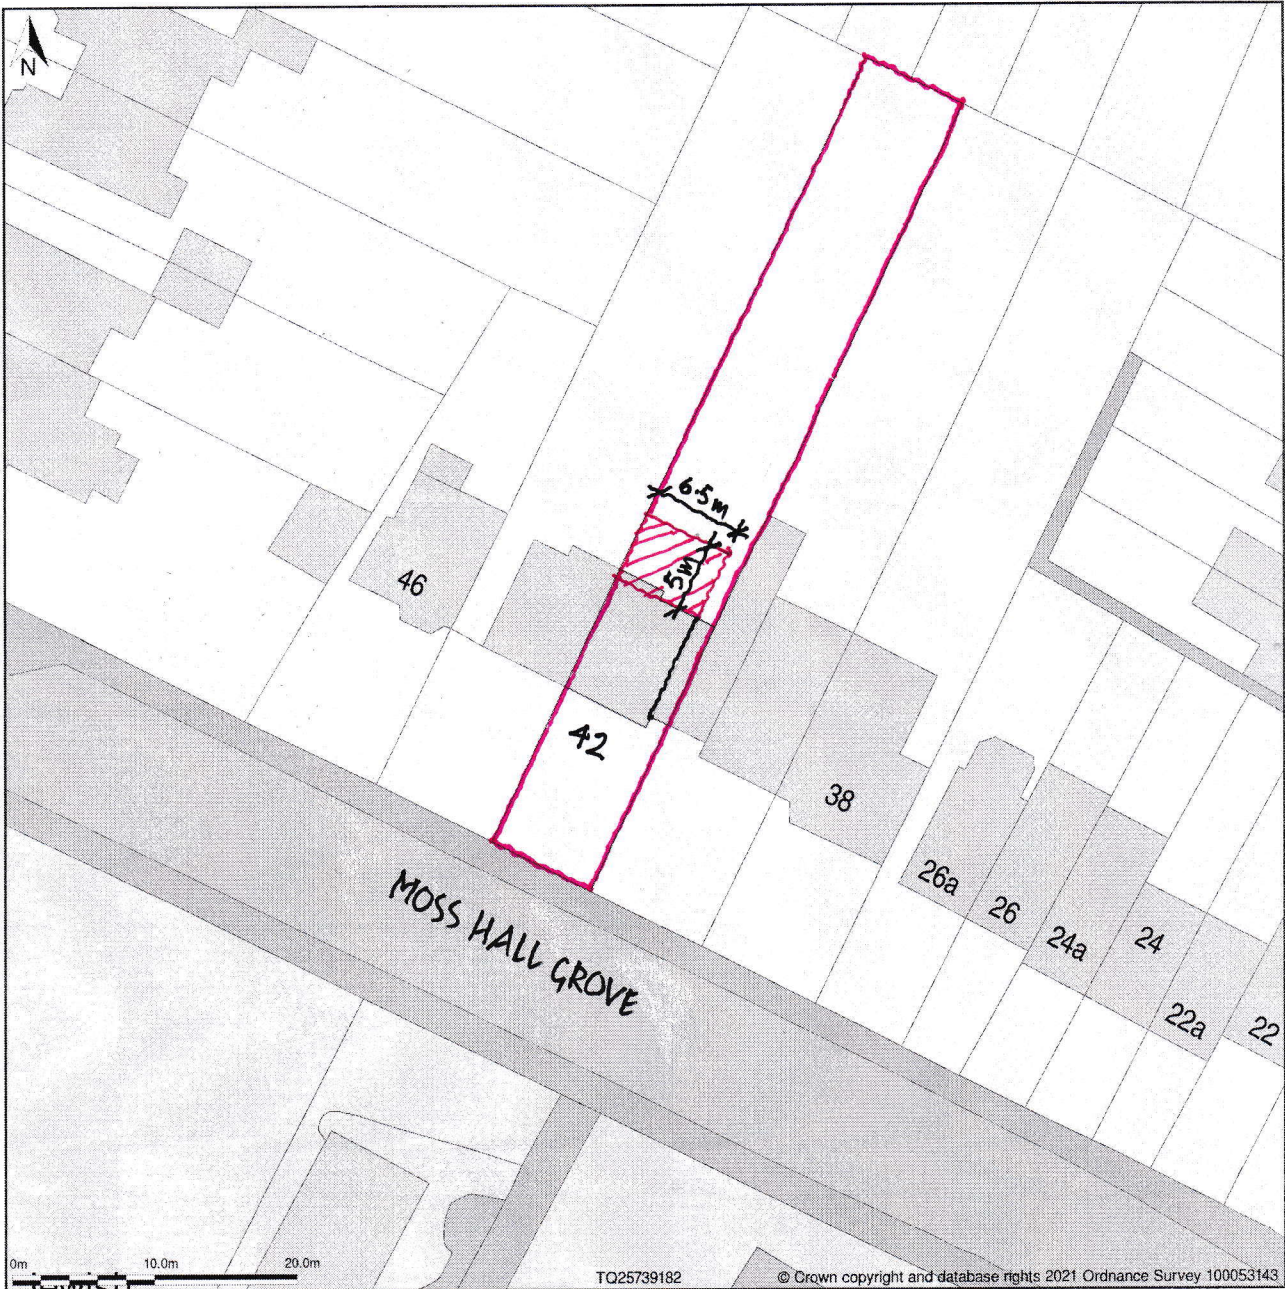 N
6.5m
5m
46
42
38
26a
26
24a
24
22a
22
MOSS HALL GROVE
0m 10.0m 20.0m
TQ25739182
© Crown copyright and database rights 2021 Ordnance Survey 100053143